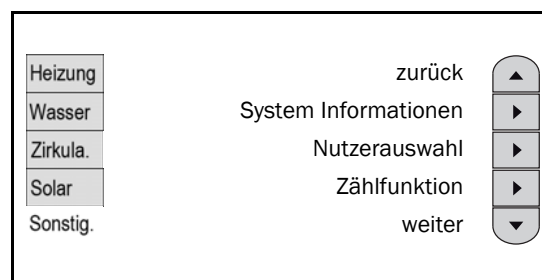 Heizung zurück
Wasser System Informationen
Zirkula. Nutzerauswahl
Solar Zählfunktion
Sonstig. weiter